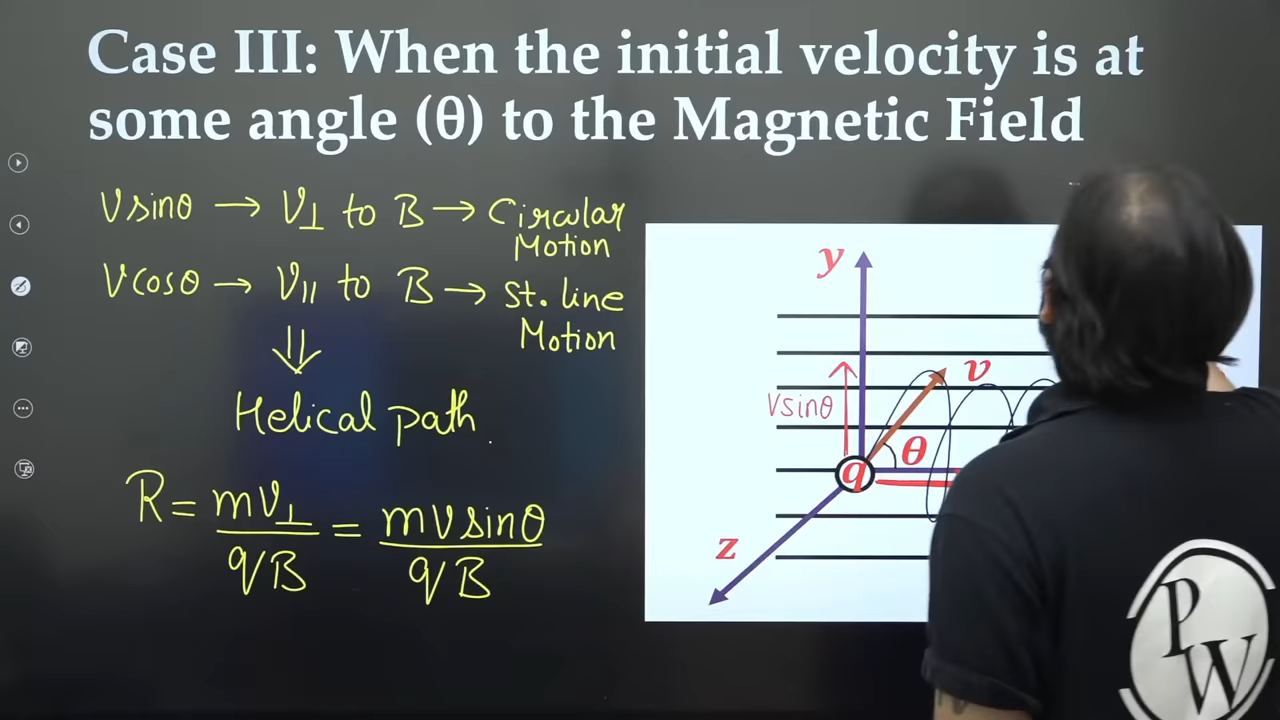 Case III: When the initial velocity is at
some angle (θ) to the Magnetic Field
Vsinθ → V⊥ to B → Circular
Motion
Vcosθ → V|| to B → St. line
Motion
⇓
Helical path
R = mV⊥/qB = mVsinθ/qB
y
v
Vsinθ
θ
q
z
P
W